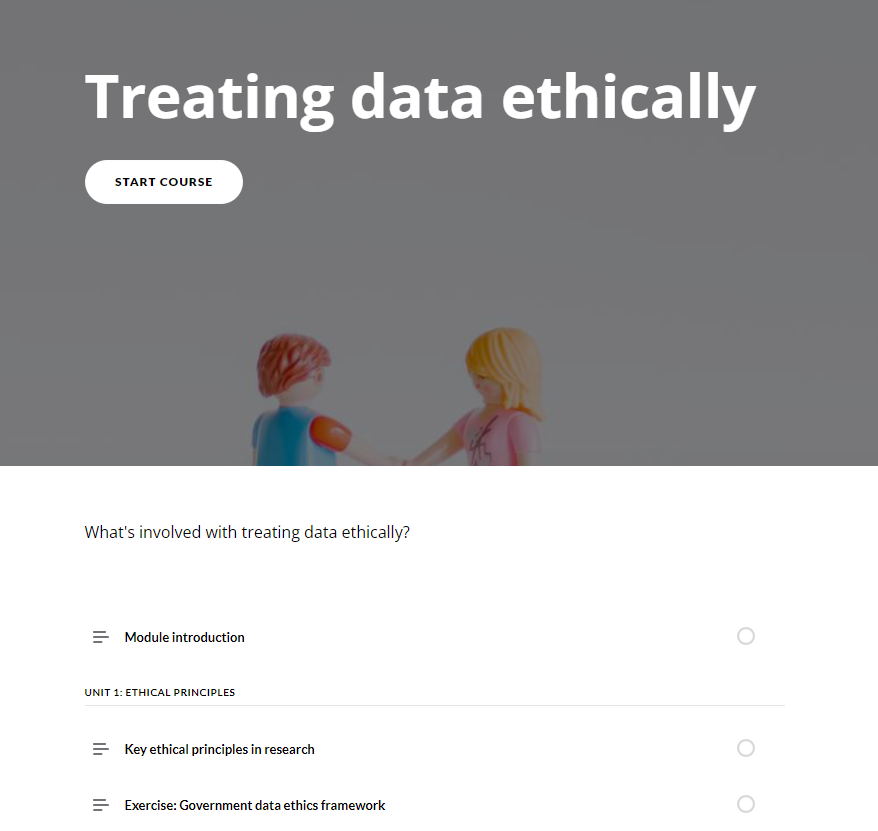 Treating data ethically
START COURSE
What's involved with treating data ethically?
Module introduction
UNIT 1: ETHICAL PRINCIPLES
Key ethical principles in research
Exercise: Government data ethics framework